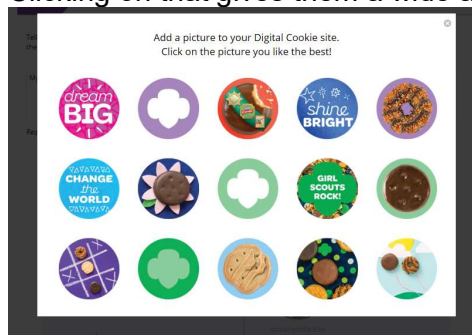 Add a picture to your Digital Cookie site.
Click on the picture you like the best!
dream
BIG
shine
BRIGHT
CHANGE
the
WORLD
GIRL
SCOUTS
ROCK!